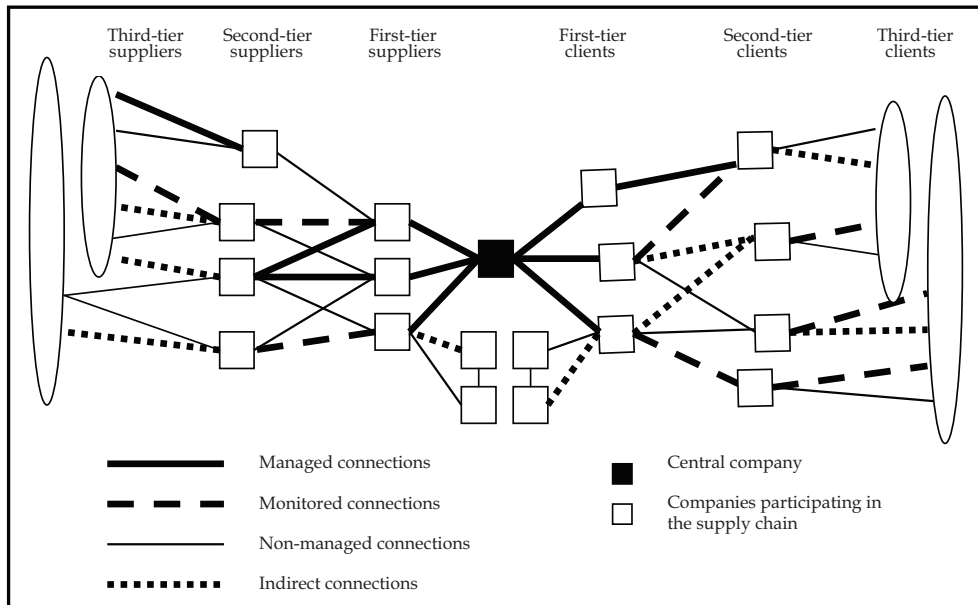 Third-tier
suppliers
Second-tier
suppliers
First-tier
suppliers
First-tier
clients
Second-tier
clients
Third-tier
clients
Managed connections
Monitored connections
Non-managed connections
Indirect connections
Central company
Companies participating in
the supply chain